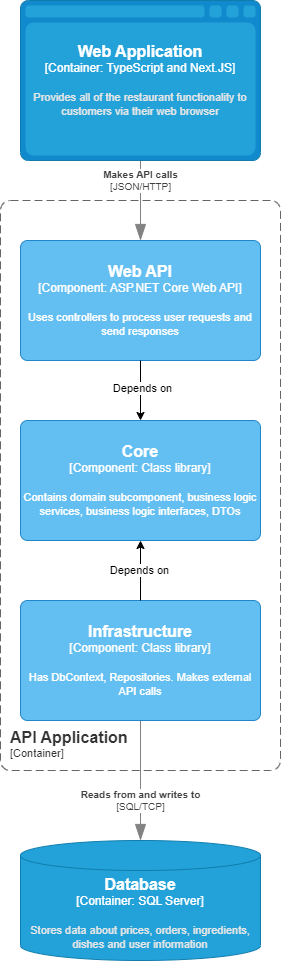 Web Application
[Container: TypeScript and Next.JS]
Provides all of the restaurant functionality to
customers via their web browser
Makes API calls
[JSON/HTTP]
Web API
[Component: ASP.NET Core Web API]
Uses controllers to process user requests and
send responses
Depends on
Core
[Component: Class library]
Contains domain subcomponent, business logic
services, business logic interfaces, DTOs
Depends on
Infrastructure
[Component: Class library]
Has DbContext, Repositories. Makes external
API calls
API Application
[Container]
Reads from and writes to
[SQL/TCP]
Database
[Container: SQL Server]
Stores data about prices, orders, ingredients,
dishes and user information